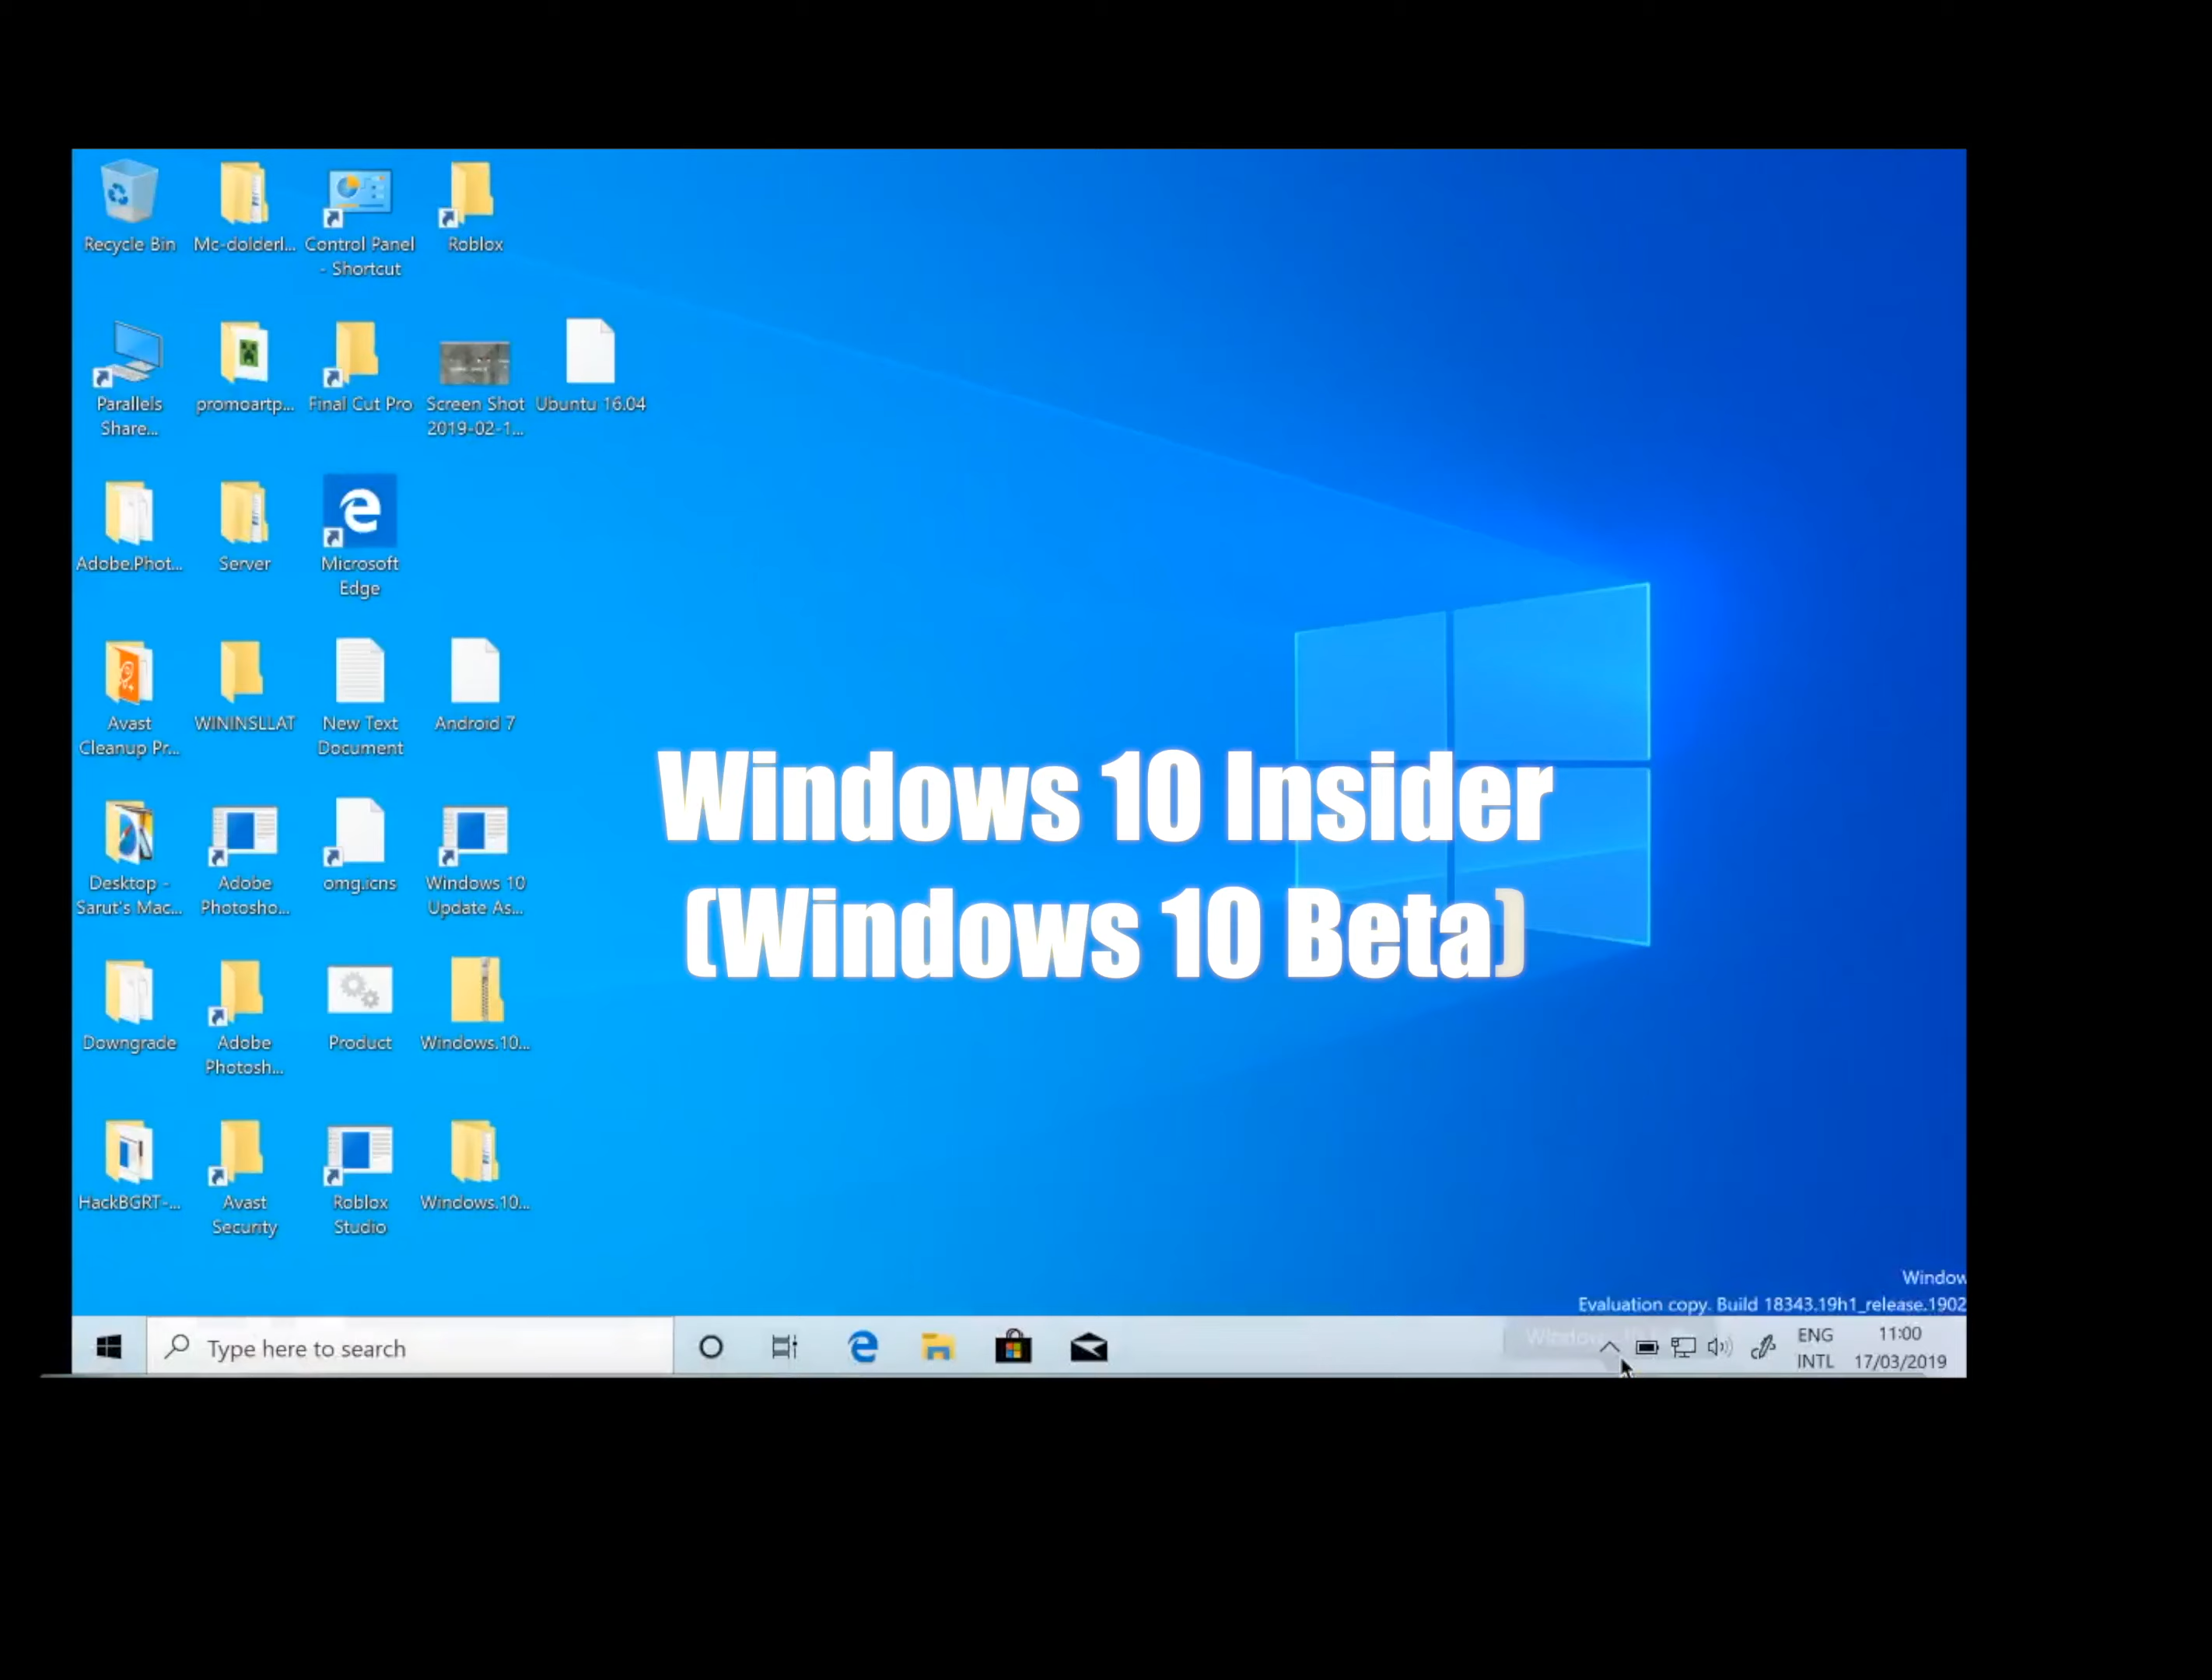 Recycle Bin
Mc-dolderl...
Control Panel
- Shortcut
Roblox
Parallels
Share...
promoartp...
Final Cut Pro
Screen Shot
2019-02-1...
Ubuntu 16.04
Adobe.Phot...
Server
Microsoft
Edge
Avast
Cleanup Pr...
WININSLLAT
New Text
Document
Android 7
Windows 10 Insider
(Windows 10 Beta)
Desktop -
Sarut's Mac...
Adobe
Photosho...
omg.icns
Windows 10
Update As...
Downgrade
Adobe
Photosh...
Product
Windows.10...
HackBGRT-...
Avast
Security
Roblox
Studio
Windows.10...
Window
Evaluation copy. Build 18343.19h1_release.1902
Type here to search
ENG
INTL
11:00
17/03/2019